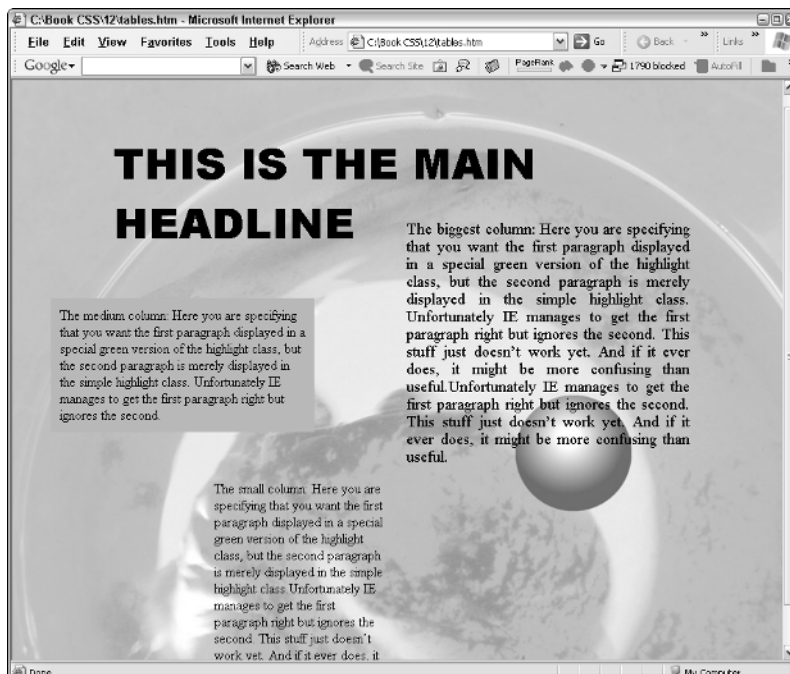 C:\Book CSS\12\tables.htm - Microsoft Internet Explorer
File Edit View Favorites Tools Help Address C:\Book CSS\12\tables.htm Go Back Links
Google Search Web Search Site PageRank 1790 blocked AutoFill
THIS IS THE MAIN
HEADLINE
The biggest column: Here you are specifying
that you want the first paragraph displayed
in a special green version of the highlight
class, but the second paragraph is merely
displayed in the simple highlight class.
Unfortunately IE manages to get the first
paragraph right but ignores the second. This
stuff just doesn't work yet. And if it ever
does, it might be more confusing than
useful.Unfortunately IE manages to get the
first paragraph right but ignores the second.
This stuff just doesn't work yet. And if it
ever does, it might be more confusing than
useful.
The medium column: Here you are specifying
that you want the first paragraph displayed in a
special green version of the highlight class, but
the second paragraph is merely displayed in
the simple highlight class. Unfortunately IE
manages to get the first paragraph right but
ignores the second.
The small column: Here you are
specifying that you want the first
paragraph displayed in a special
green version of the highlight
class, but the second paragraph
is merely displayed in the simple
highlight class.Unfortunately IE
manages to get the first
paragraph right but ignores the
second. This stuff just doesn't
work yet. And if it ever does, it
Done My Computer